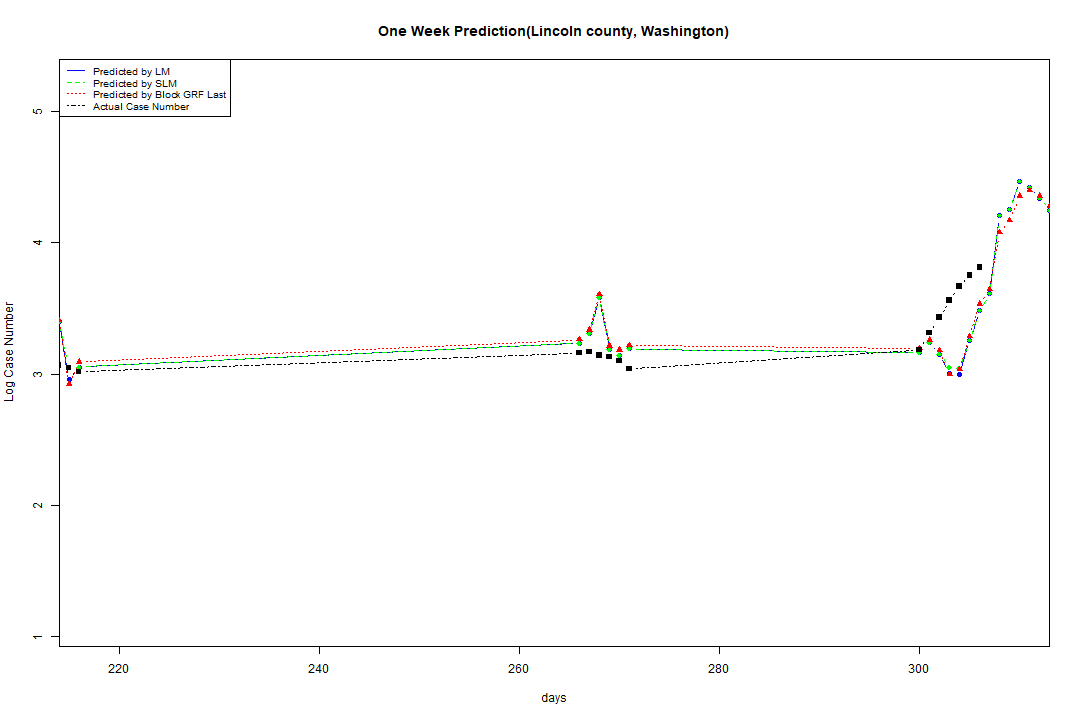 One Week Prediction(Lincoln county, Washington)
Predicted by LM
Predicted by SLM
Predicted by Block GRF Last
Actual Case Number
5
4
3
2
1
Log Case Number
220 240 260 280 300
days